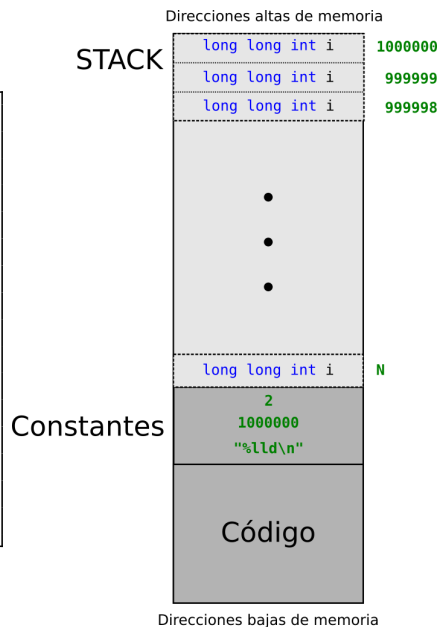 Direcciones altas de memoria
STACK
long long int i 1000000
long long int i 999999
long long int i 999998
long long int i N
Constantes
2
1000000
"%lld\n"
Código
Direcciones bajas de memoria